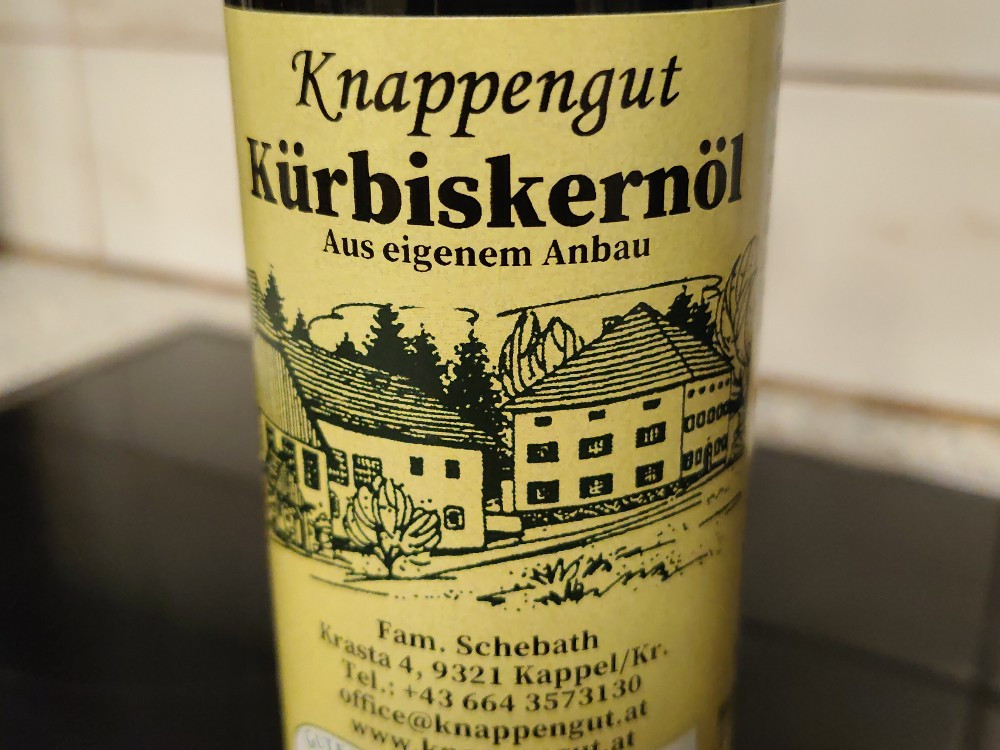 Knappengut
Kürbiskernöl
Aus eigenem Anbau
Fam. Schebath
Krasta 4, 9321 Kappel/Kr.
Tel.: +43 664 3573130
office@knappengut.at